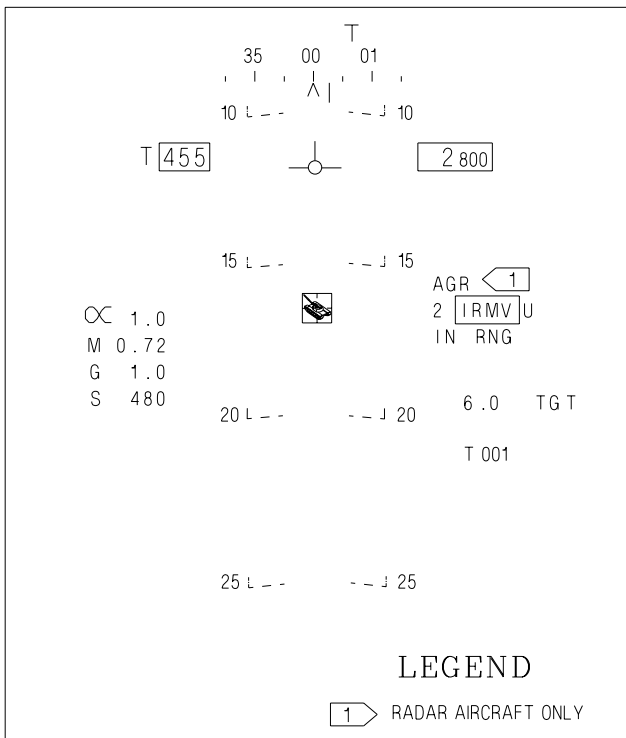 T
35 00 01
10 10
T 455 2 800
15 15
AGR 1
∝ 1.0 2 IRMV U
M 0.72 IN RNG
G 1.0
S 480 6.0 TGT
20 20
T 001
25 25
LEGEND
1 RADAR AIRCRAFT ONLY